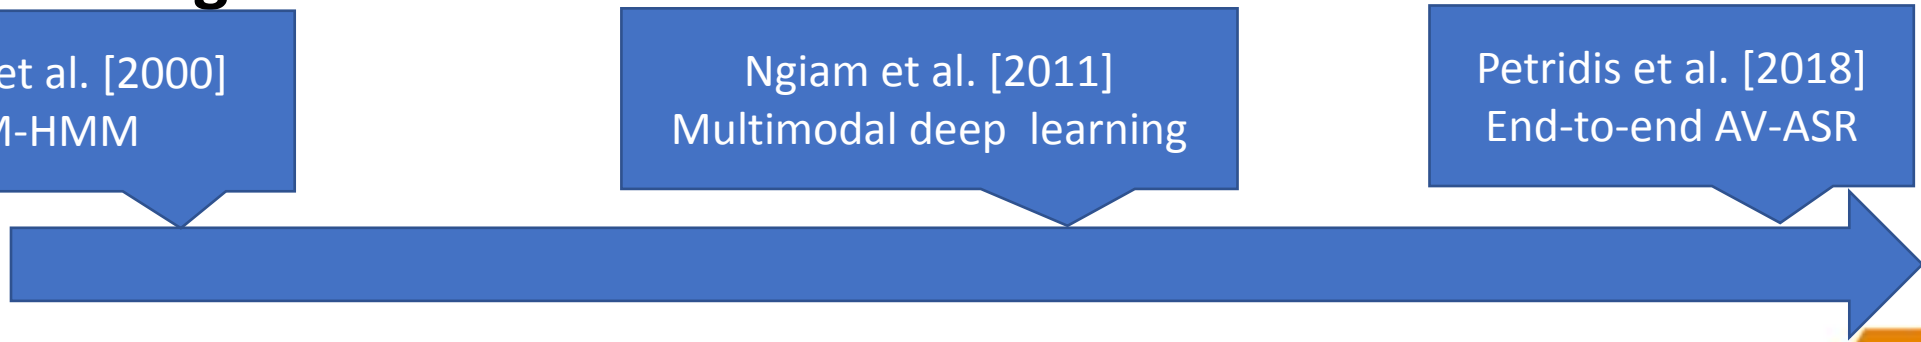 et al. [2000]
-HMM
Ngiam et al. [2011]
Multimodal deep  learning
Petridis et al. [2018]
End-to-end AV-ASR